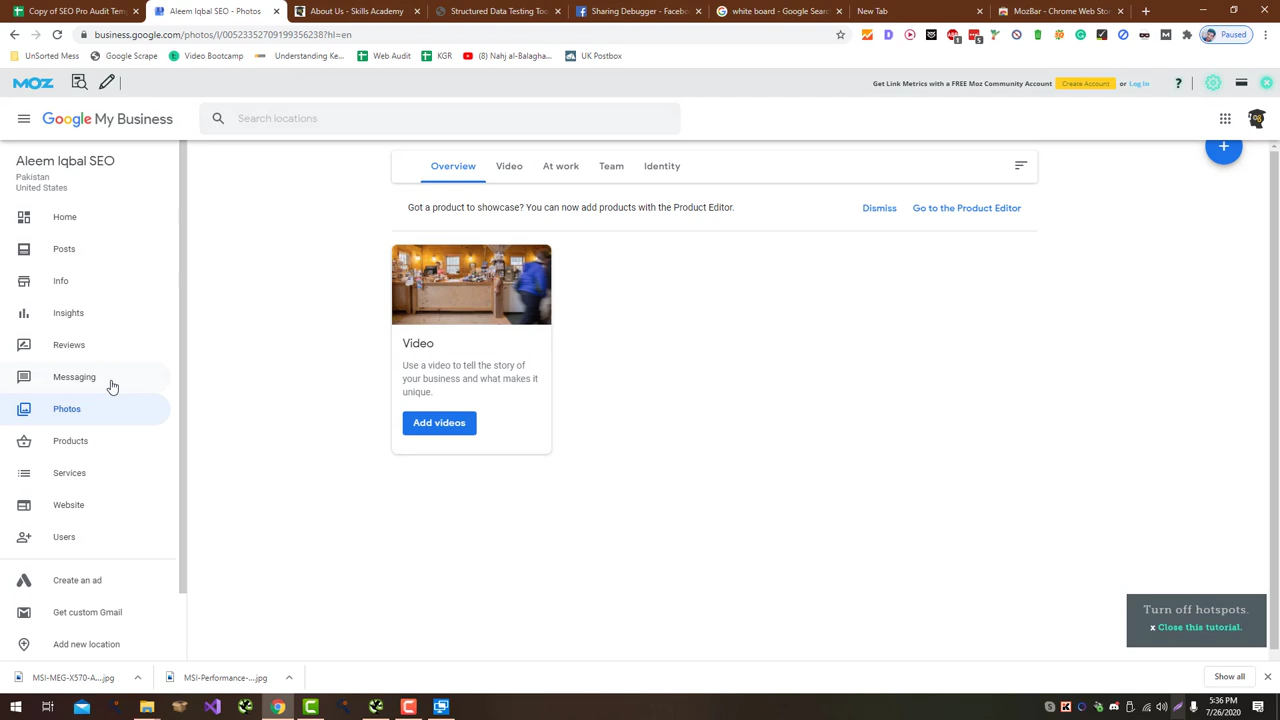 Copy of SEO Pro Audit Tem
Aleem Iqbal SEO - Photos
About Us - Skills Academy
Structured Data Testing Too
Sharing Debugger - Facebo
white board - Google Searc
New Tab
MozBar - Chrome Web Stor
business.google.com/photos/l/00523352709199356238?hl=en
Paused
UnSorted Mess
Google Scrape
Video Bootcamp
Understanding Ke...
Web Audit
KGR
(8) Nahj al-Balagha...
UK Postbox
MOZ
Get Link Metrics with a FREE Moz Community Account
Create Account
or Log In
Google My Business
Search locations
Aleem Iqbal SEO
Pakistan
United States
Home
Posts
Info
Insights
Reviews
Messaging
Photos
Products
Services
Website
Users
Create an ad
Get custom Gmail
Add new location
Overview
Video
At work
Team
Identity
Got a product to showcase? You can now add products with the Product Editor.
Dismiss
Go to the Product Editor
Video
Use a video to tell the story of
your business and what makes it
unique.
Add videos
Turn off hotspots.
x Close this tutorial.
MSI-MEG-X570-A...jpg
MSI-Performance-...jpg
Show all
5:36 PM
7/26/2020